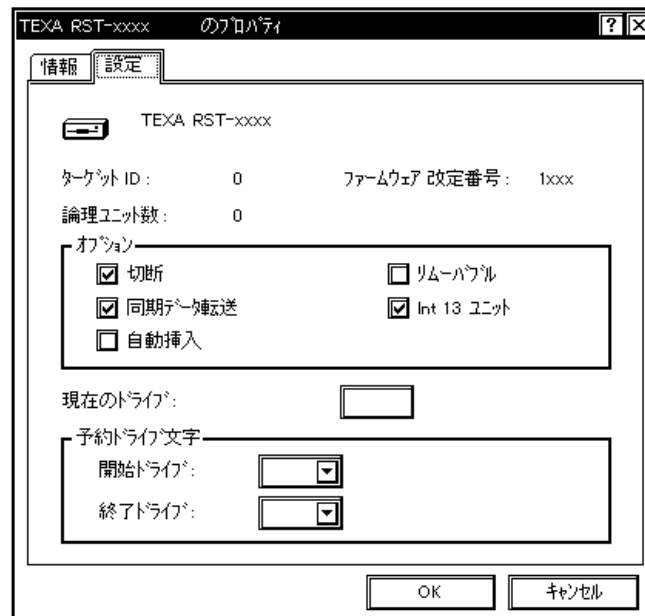 TEXA RST-xxxx のプロパティ
情報 設定
TEXA RST-xxxx
ターゲット ID : 0 ファームウェア 改定番号 : 1xxx
論理ユニット数 : 0
オプション
切断 リムーバブル
同期データ転送 Int 13 ユニット
自動挿入
現在のドライブ :
予約ドライブ文字
開始ドライブ :
終了ドライブ :
OK キャンセル